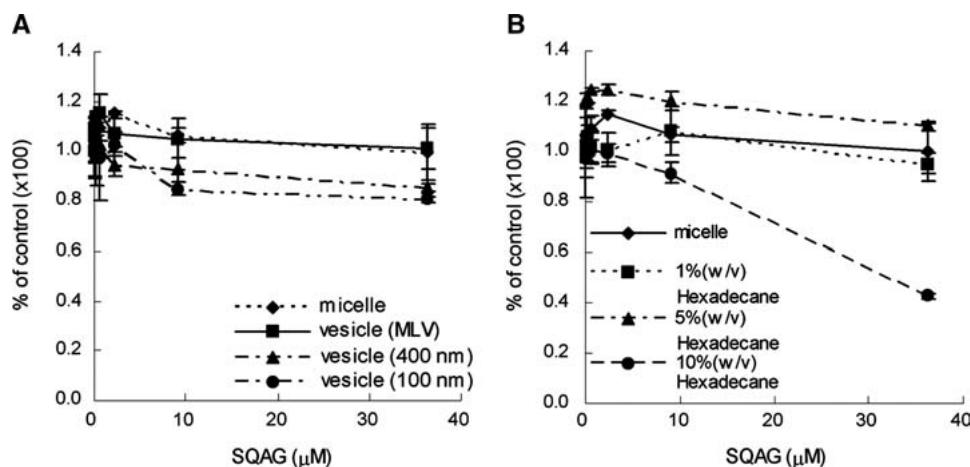 A
% of control (x100)
1.4
1.2
1.0
0.8
0.6
0.4
0.2
0.0
micelle
vesicle (MLV)
vesicle (400 nm)
vesicle (100 nm)
0
10
20
30
40
SQAG (μM)
B
% of control (x100)
1.4
1.2
1.0
0.8
0.6
0.4
0.2
0.0
micelle
1%(w/v)
Hexadecane
5%(w/v)
Hexadecane
10%(w/v)
Hexadecane
0
10
20
30
40
SQAG (μM)